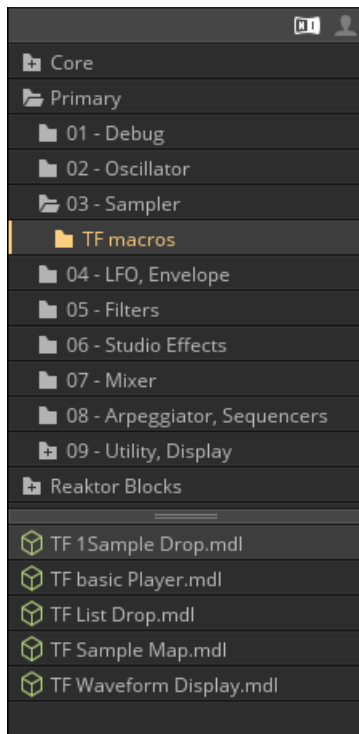 NI
Core
Primary
01 - Debug
02 - Oscillator
03 - Sampler
TF macros
04 - LFO, Envelope
05 - Filters
06 - Studio Effects
07 - Mixer
08 - Arpeggiator, Sequencers
09 - Utility, Display
Reaktor Blocks
TF 1Sample Drop.mdl
TF basic Player.mdl
TF List Drop.mdl
TF Sample Map.mdl
TF Waveform Display.mdl